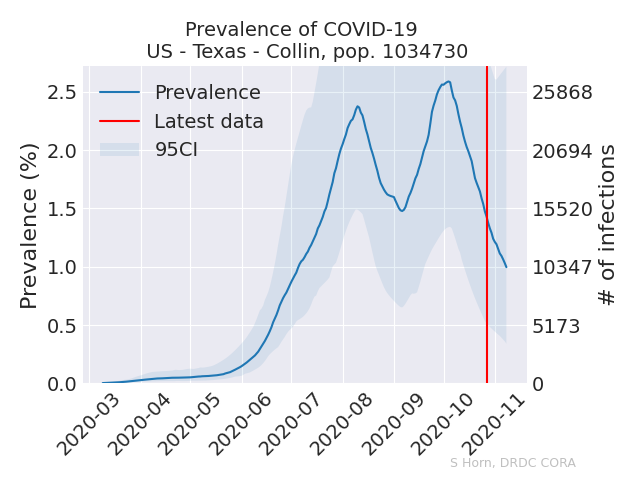 Prevalence of COVID-19
US - Texas - Collin, pop. 1034730
Prevalence (%)
2.5
2.0
1.5
1.0
0.5
0.0
Prevalence
Latest data
95CI
25868
20694
15520
10347
5173
0
# of infections
2020-03
2020-04
2020-05
2020-06
2020-07
2020-08
2020-09
2020-10
2020-11
S Horn, DRDC CORA